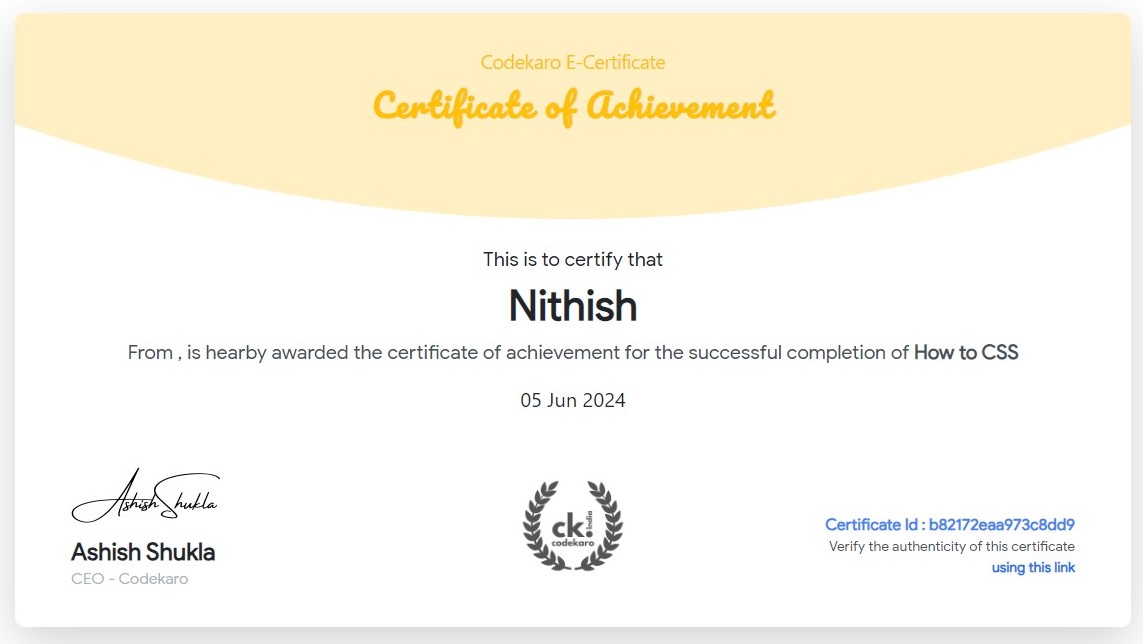 Codekaro E-Certificate
Certificate of Achievement
This is to certify that
Nithish
From , is hearby awarded the certificate of achievement for the successful completion of How to CSS
05 Jun 2024
Ashish Shukla
Ashish Shukla
CEO - Codekaro
ck.
India
codekaro
Certificate Id : b82172eaa973c8dd9
Verify the authenticity of this certificate
using this link